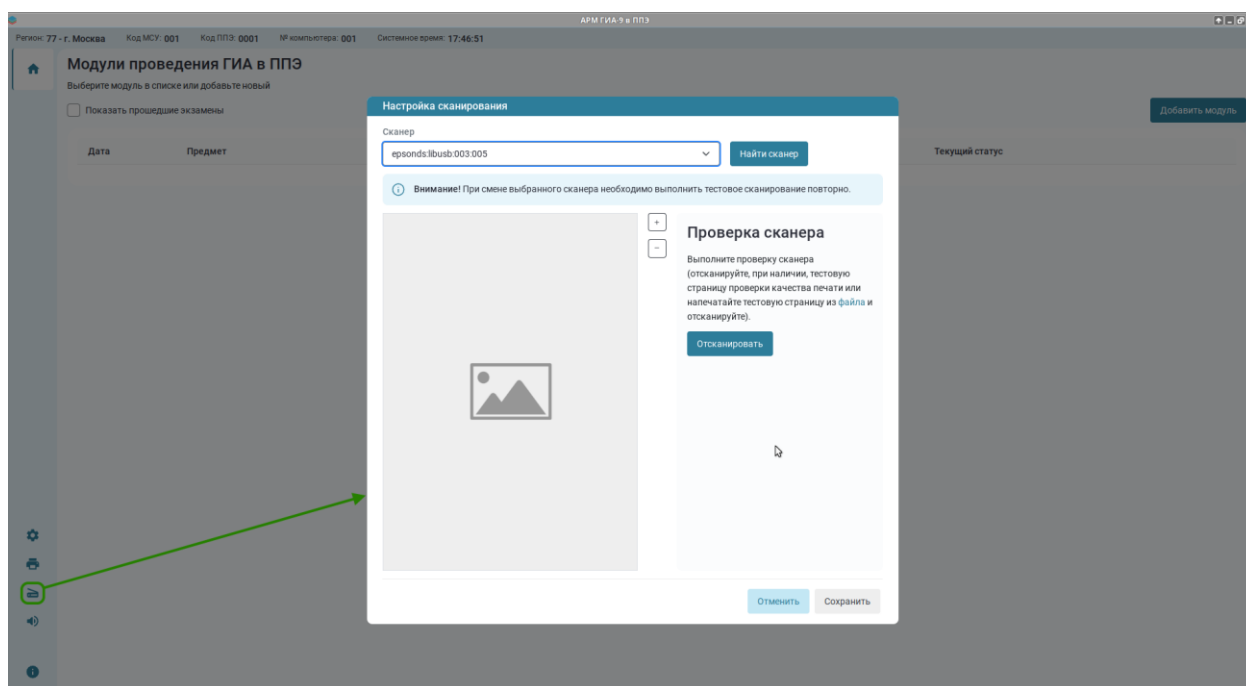 АРМ ГИА-9 в ППЭ
Регион: 77 - г. Москва Код МСУ: 001 Код ППЭ: 0001 № компьютера: 001 Системное время: 17:46:51
Модули проведения ГИА в ППЭ
Выберите модуль в списке или добавьте новый
Показать прошедшие экзамены
Добавить модуль
Дата Предмет Текущий статус
Настройка сканирования
Сканер
epsonds:libusb:003:005
Найти сканер
Внимание! При смене выбранного сканера необходимо выполнить тестовое сканирование повторно.
Проверка сканера
Выполните проверку сканера
(отсканируйте, при наличии, тестовую
страницу проверки качества печати или
напечатайте тестовую страницу из файла и
отсканируйте).
Отсканировать
Отменить Сохранить